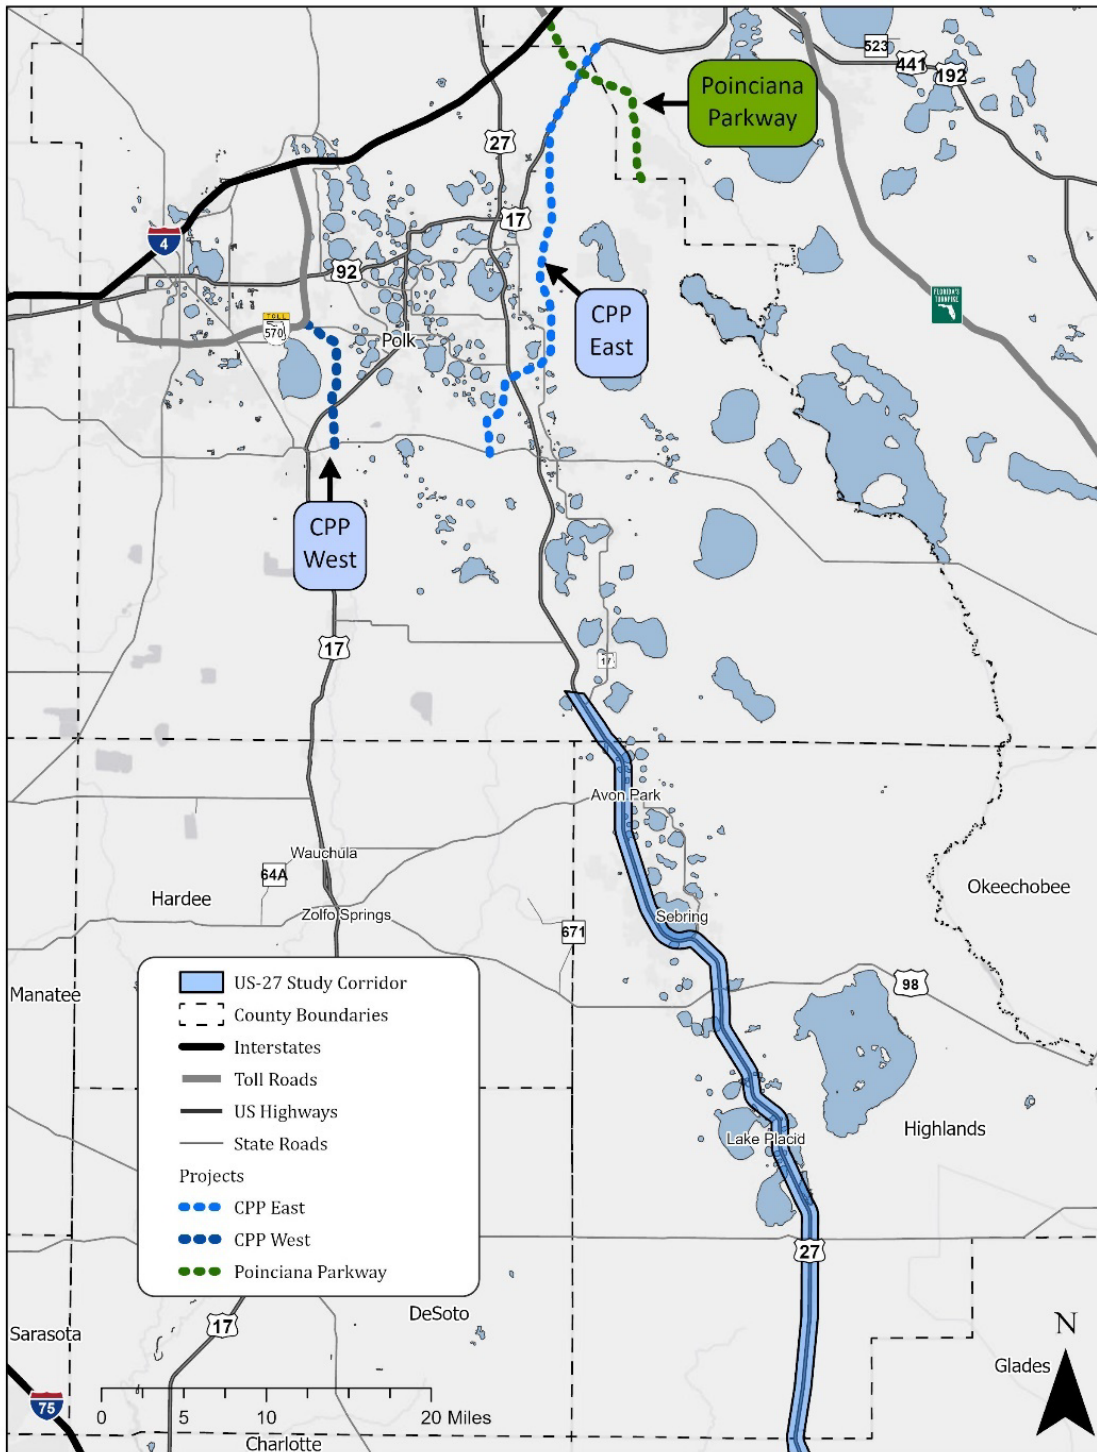 523
441
192
Poinciana
Parkway
27
17
4
92
FLORIDA'S
TURNPIKE
CPP
East
TOLL
570
Polk
CPP
West
17
17
Avon Park
Wauchula
64A
Hardee
Okeechobee
Zolfo Springs
Sebring
671
98
Manatee
US-27 Study Corridor
County Boundaries
Interstates
Toll Roads
US Highways
State Roads
Projects
CPP East
CPP West
Poinciana Parkway
Highlands
Lake Placid
27
DeSoto
17
Sarasota
N
Glades
75
0 5 10 20 Miles
Charlotte